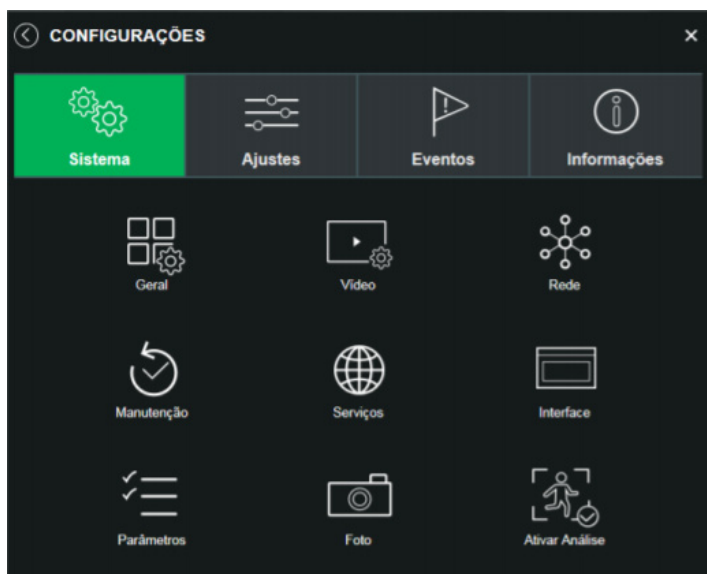 CONFIGURAÇÕES
Sistema Ajustes Eventos Informações
Geral Vídeo Rede
Manutenção Serviços Interface
Parâmetros Foto Ativar Análise